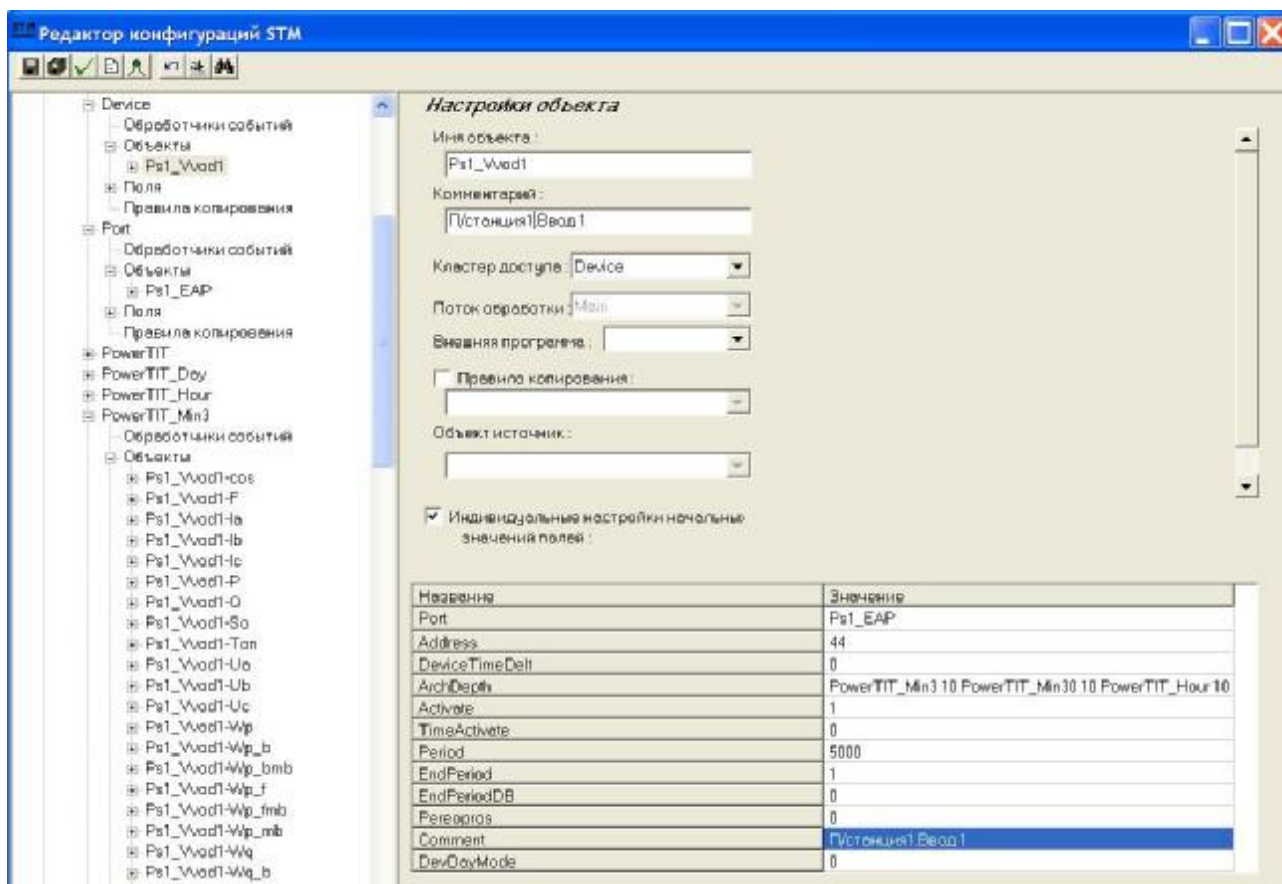 STM Редактор конфигураций STM
Device
Обработчики событий
Объекты
Ps1_Vvod1
Поля
Правила копирования
Port
Обработчики событий
Объекты
Ps1_EAP
Поля
Правила копирования
PowerTIT
PowerTIT_Day
PowerTIT_Hour
PowerTIT_Min3
Обработчики событий
Объекты
Ps1_Vvod1-cos
Ps1_Vvod1-F
Ps1_Vvod1-Ia
Ps1_Vvod1-Ib
Ps1_Vvod1-Ic
Ps1_Vvod1-P
Ps1_Vvod1-Q
Ps1_Vvod1-So
Ps1_Vvod1-Tan
Ps1_Vvod1-Ua
Ps1_Vvod1-Ub
Ps1_Vvod1-Uc
Ps1_Vvod1-Wp
Ps1_Vvod1-Wp_b
Ps1_Vvod1-Wp_bmb
Ps1_Vvod1-Wp_f
Ps1_Vvod1-Wp_fmb
Ps1_Vvod1-Wp_mb
Ps1_Vvod1-Wq
Ps1_Vvod1-Wq_b
Настройки объекта
Имя объекта :
Ps1_Vvod1
Комментарий :
П/станция1.Ввод1
Кластер доступа : Device
Поток обработки : Main
Внешняя программа :
Правило копирования :
Объект источник :
Индивидуальные настройки начальных
значений полей :
Название Значение
Port Ps1_EAP
Address 44
DeviceTimeDelt 0
ArchDepth PowerTIT_Min3 10 PowerTIT_Min30 10 PowerTIT_Hour 10
Activate 1
TimeActivate 0
Period 5000
EndPeriod 1
EndPeriodDB 0
Pereopros 0
Comment П/станция1.Ввод1
DevDayMode 0